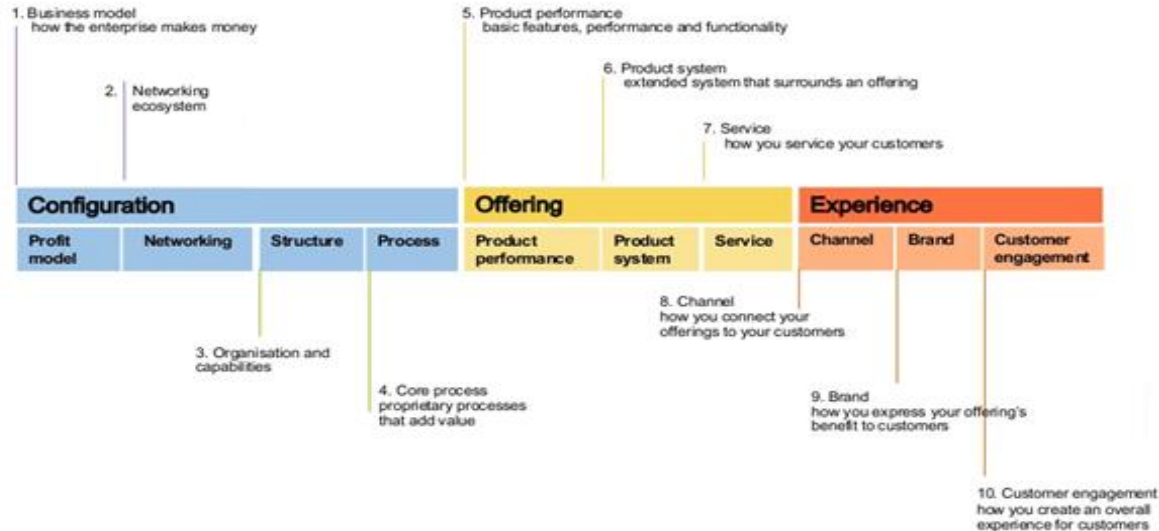 1. Business model
how the enterprise makes money
2. Networking
ecosystem
5. Product performance
basic features, performance and functionality
6. Product system
extended system that surrounds an offering
7. Service
how you service your customers
Configuration
Offering
Experience
Profit
model
Networking
Structure
Process
Product
performance
Product
system
Service
Channel
Brand
Customer
engagement
3. Organisation and
capabilities
4. Core process
proprietary processes
that add value
8. Channel
how you connect your
offerings to your customers
9. Brand
how you express your offering's
benefit to customers
10. Customer engagement
how you create an overall
experience for customers